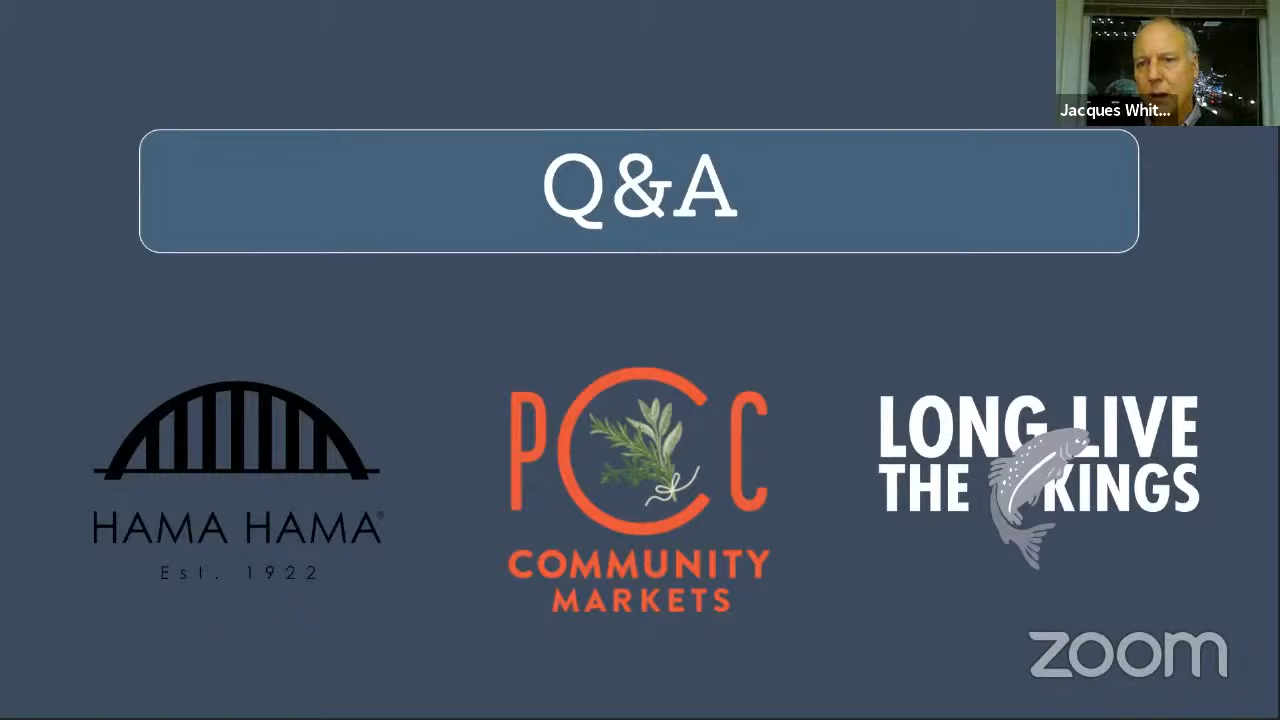 Jacques Whit...
Q&A
HAMA HAMA®
Est. 1922
PCC
COMMUNITY
MARKETS
LONG LIVE
THE KINGS
zoom